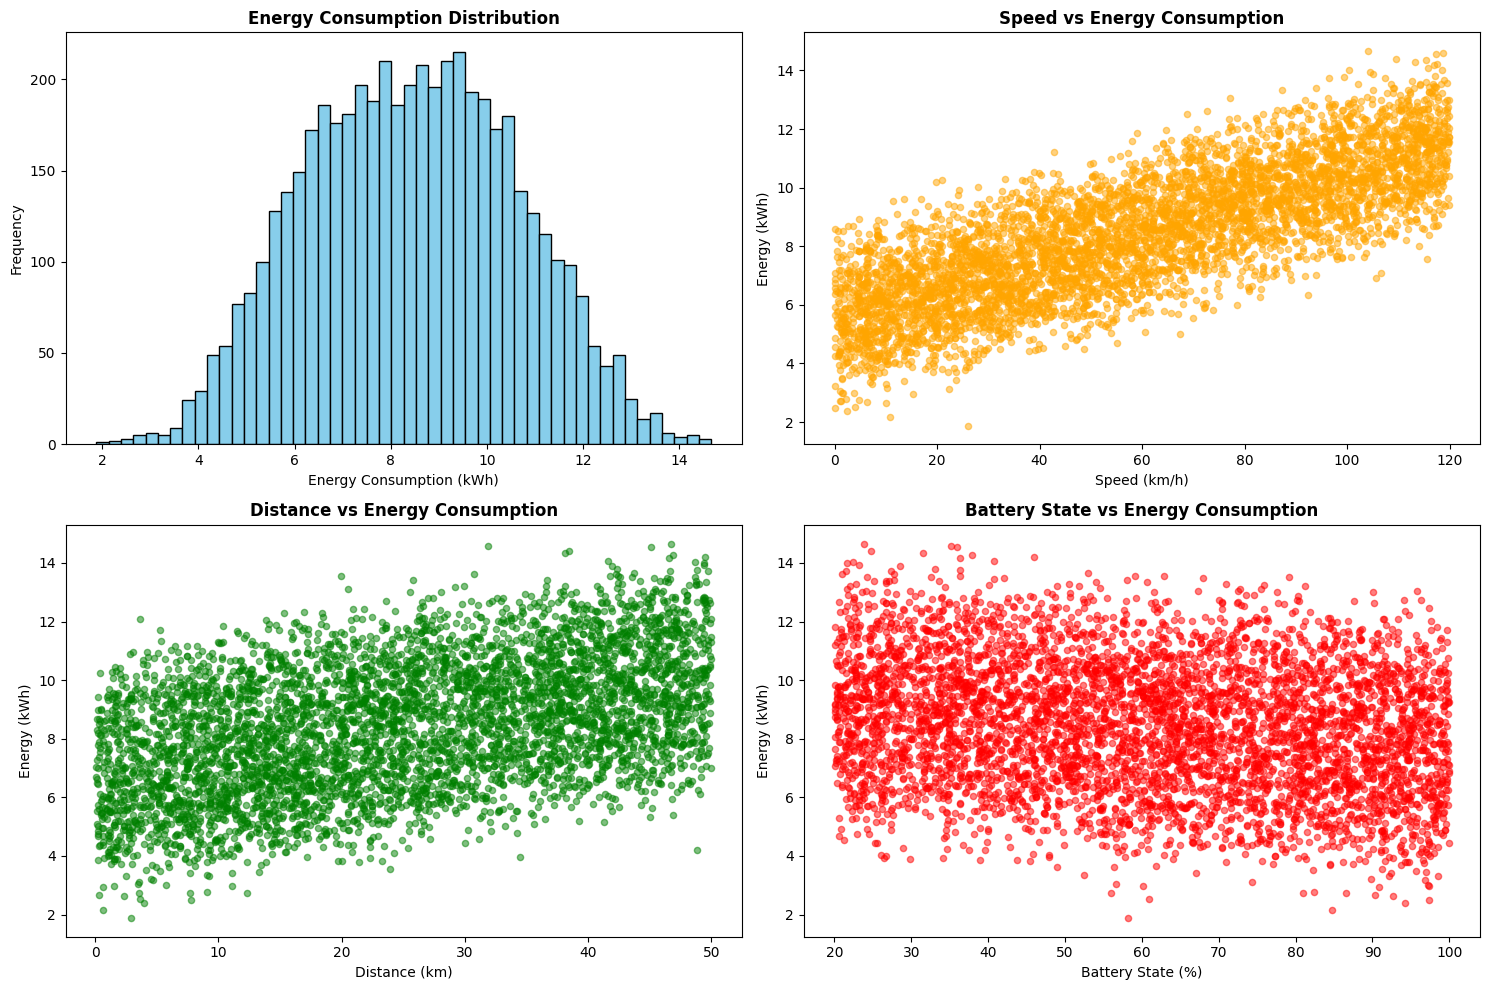 Energy Consumption Distribution
200
150
100
50
0
Frequency
2 4 6 8 10 12 14
Energy Consumption (kWh)
Speed vs Energy Consumption
14
12
10
8
6
4
2
Energy (kWh)
0 20 40 60 80 100 120
Speed (km/h)
Distance vs Energy Consumption
14
12
10
8
6
4
2
Energy (kWh)
0 10 20 30 40 50
Distance (km)
Battery State vs Energy Consumption
14
12
10
8
6
4
2
Energy (kWh)
20 30 40 50 60 70 80 90 100
Battery State (%)